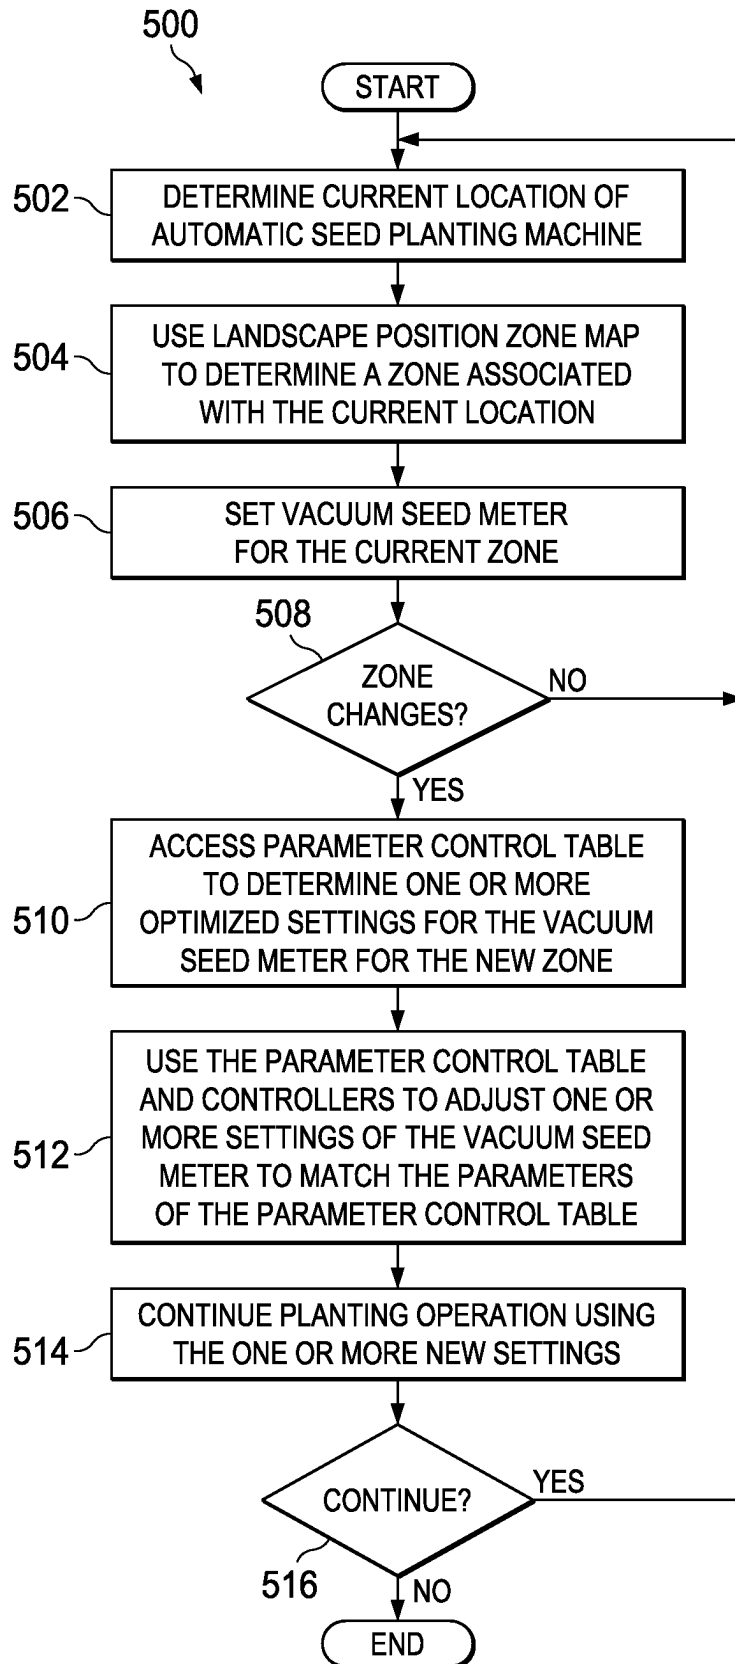 500
START
502
DETERMINE CURRENT LOCATION OF
AUTOMATIC SEED PLANTING MACHINE
504
USE LANDSCAPE POSITION ZONE MAP
TO DETERMINE A ZONE ASSOCIATED
WITH THE CURRENT LOCATION
506
SET VACUUM SEED METER
FOR THE CURRENT ZONE
508
ZONE
CHANGES?
NO
YES
510
ACCESS PARAMETER CONTROL TABLE
TO DETERMINE ONE OR MORE
OPTIMIZED SETTINGS FOR THE VACUUM
SEED METER FOR THE NEW ZONE
512
USE THE PARAMETER CONTROL TABLE
AND CONTROLLERS TO ADJUST ONE OR
MORE SETTINGS OF THE VACUUM SEED
METER TO MATCH THE PARAMETERS
OF THE PARAMETER CONTROL TABLE
514
CONTINUE PLANTING OPERATION USING
THE ONE OR MORE NEW SETTINGS
CONTINUE?
YES
516
NO
END